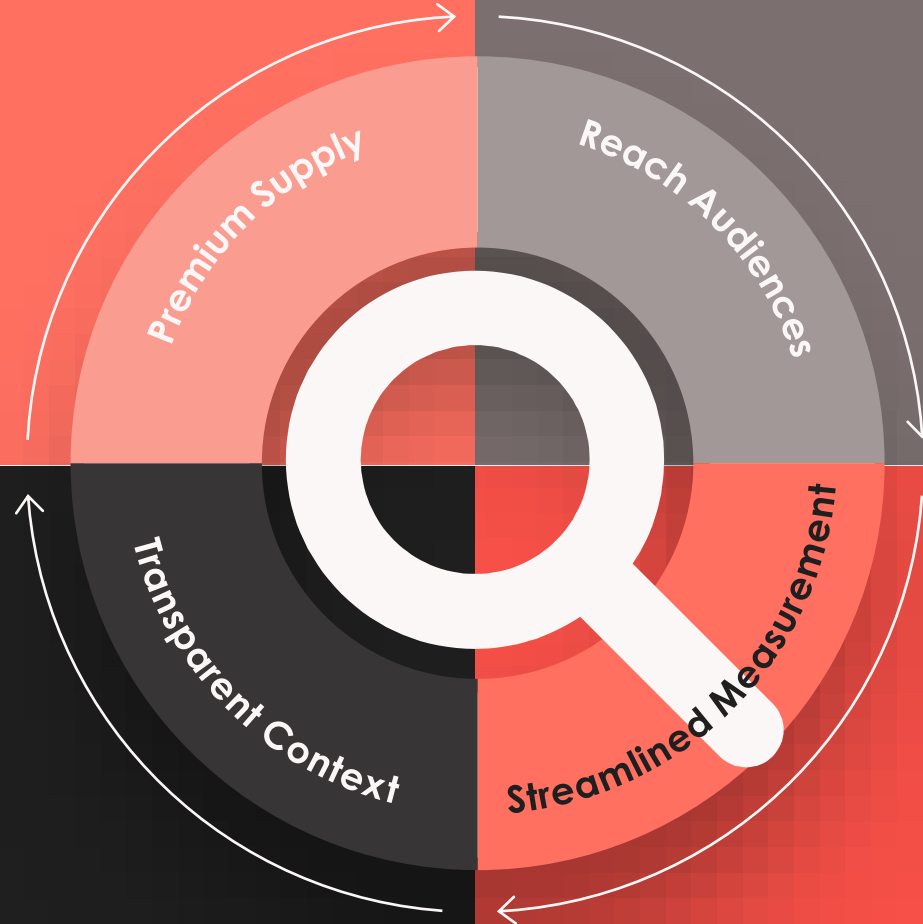 Premium Supply
Reach Audiences
Transparent Context
Streamlined Measurement